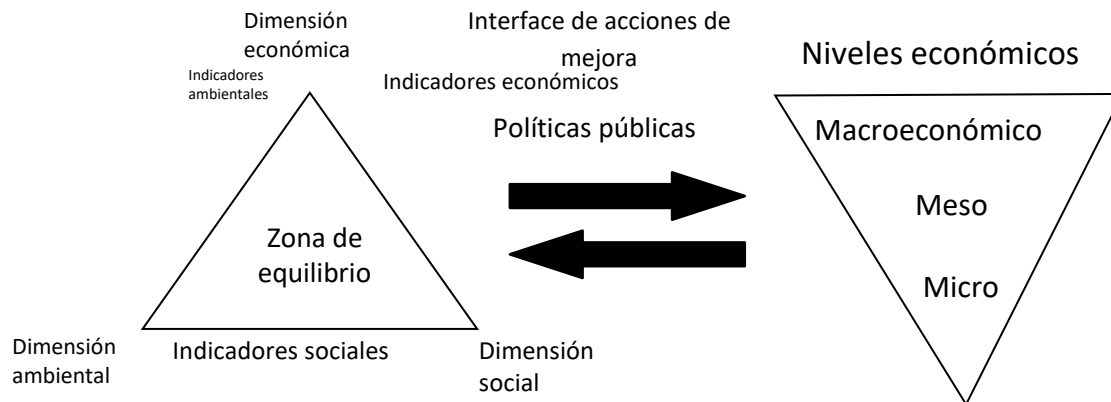 Dimensión
económica
Interface de acciones de
mejora
Niveles económicos
Indicadores
ambientales
Indicadores económicos
Políticas públicas
Macroeconómico
Meso
Micro
Zona de
equilibrio
Dimensión
ambiental
Indicadores sociales
Dimensión
social